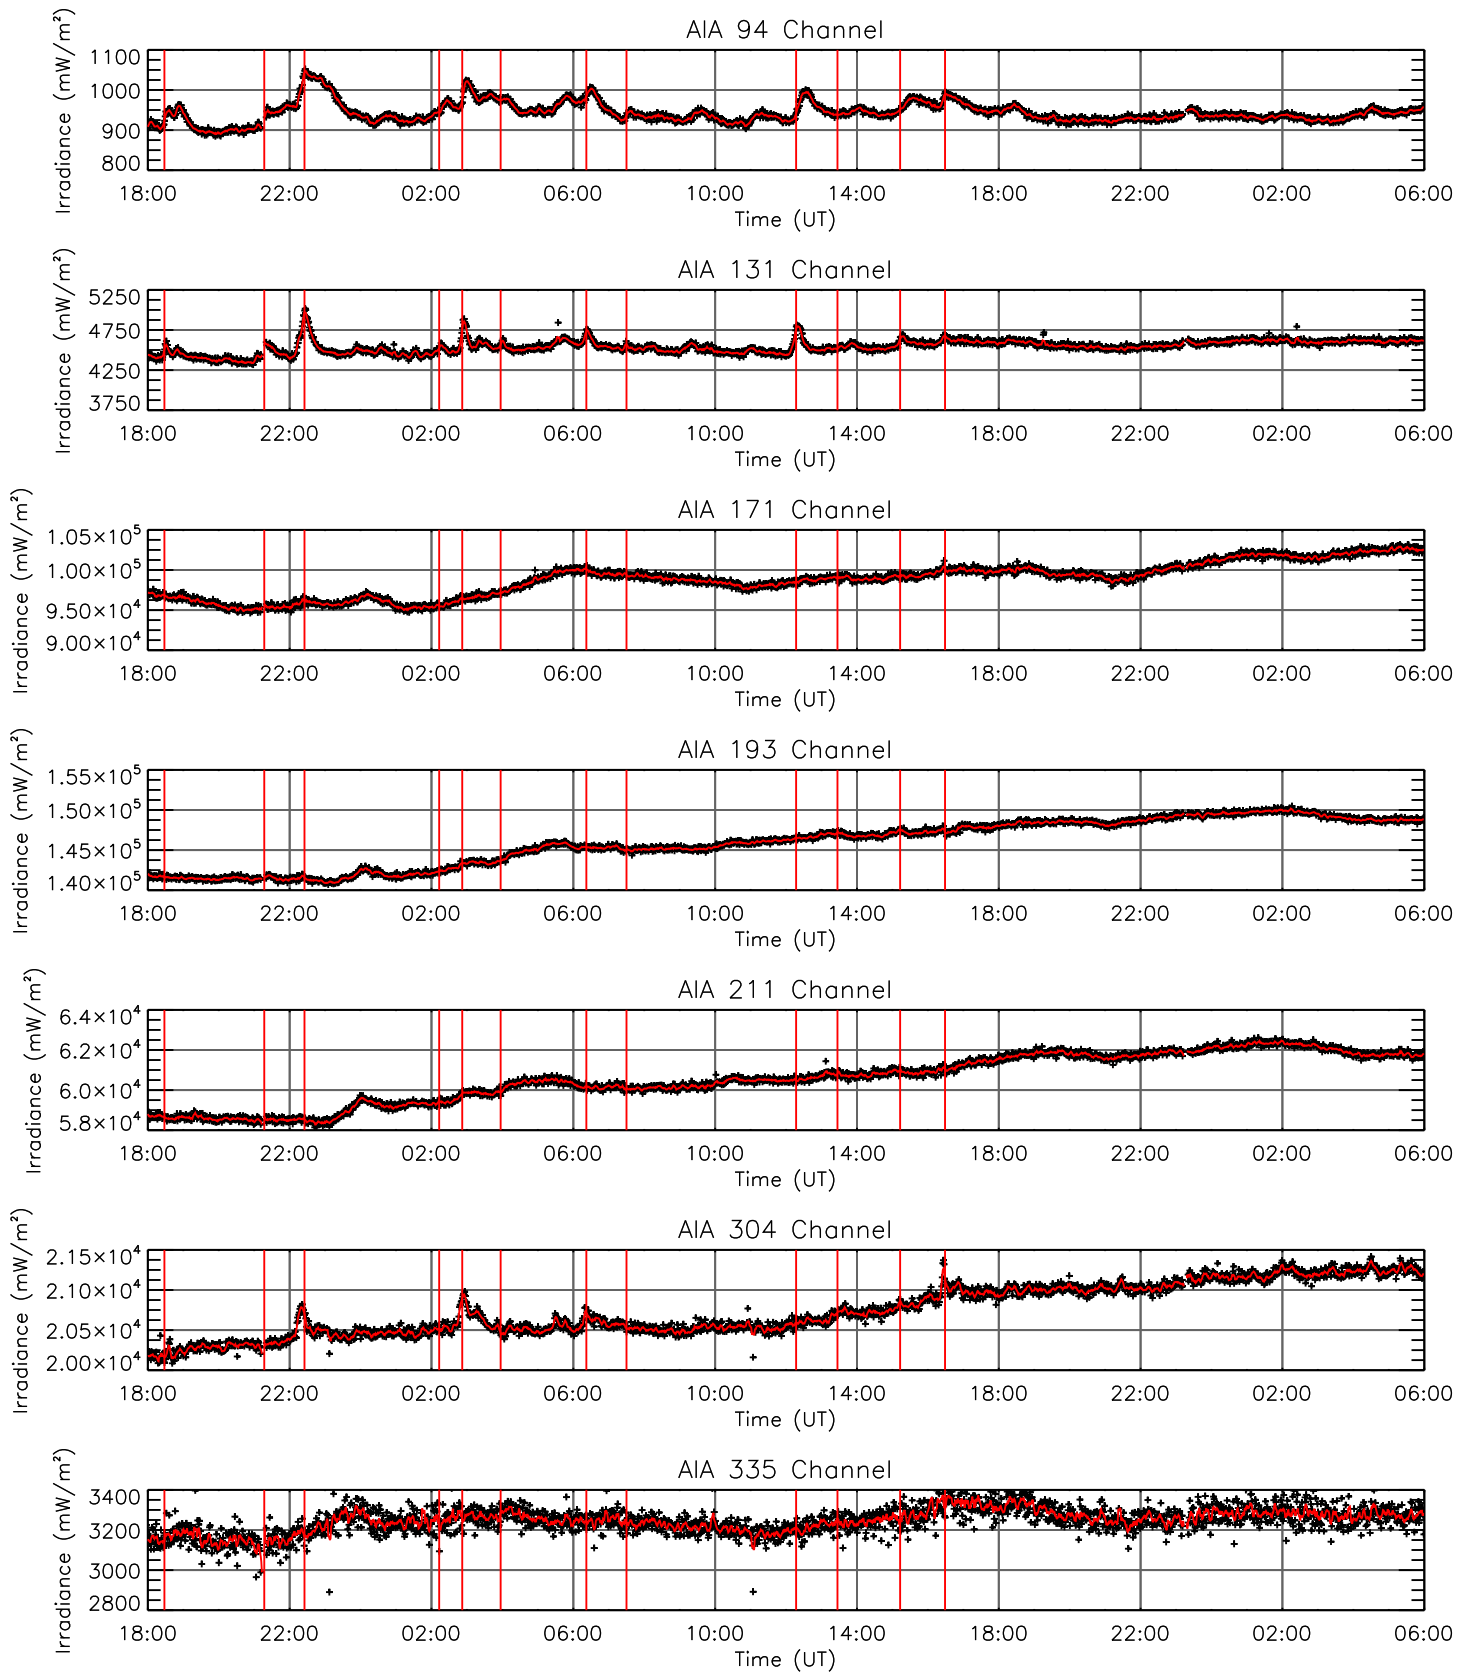 AIA 94 Channel
Irradiance (mW/m²)
1100
1000
900
800
18:00 22:00 02:00 06:00 10:00 14:00 18:00 22:00 02:00 06:00
Time (UT)
AIA 131 Channel
Irradiance (mW/m²)
5250
4750
4250
3750
18:00 22:00 02:00 06:00 10:00 14:00 18:00 22:00 02:00 06:00
Time (UT)
AIA 171 Channel
Irradiance (mW/m²)
1.05×10⁵
1.00×10⁵
9.50×10⁴
9.00×10⁴
18:00 22:00 02:00 06:00 10:00 14:00 18:00 22:00 02:00 06:00
Time (UT)
AIA 193 Channel
Irradiance (mW/m²)
1.55×10⁵
1.50×10⁵
1.45×10⁵
1.40×10⁵
18:00 22:00 02:00 06:00 10:00 14:00 18:00 22:00 02:00 06:00
Time (UT)
AIA 211 Channel
Irradiance (mW/m²)
6.4×10⁴
6.2×10⁴
6.0×10⁴
5.8×10⁴
18:00 22:00 02:00 06:00 10:00 14:00 18:00 22:00 02:00 06:00
Time (UT)
AIA 304 Channel
Irradiance (mW/m²)
2.15×10⁴
2.10×10⁴
2.05×10⁴
2.00×10⁴
18:00 22:00 02:00 06:00 10:00 14:00 18:00 22:00 02:00 06:00
Time (UT)
AIA 335 Channel
Irradiance (mW/m²)
3400
3200
3000
2800
18:00 22:00 02:00 06:00 10:00 14:00 18:00 22:00 02:00 06:00
Time (UT)